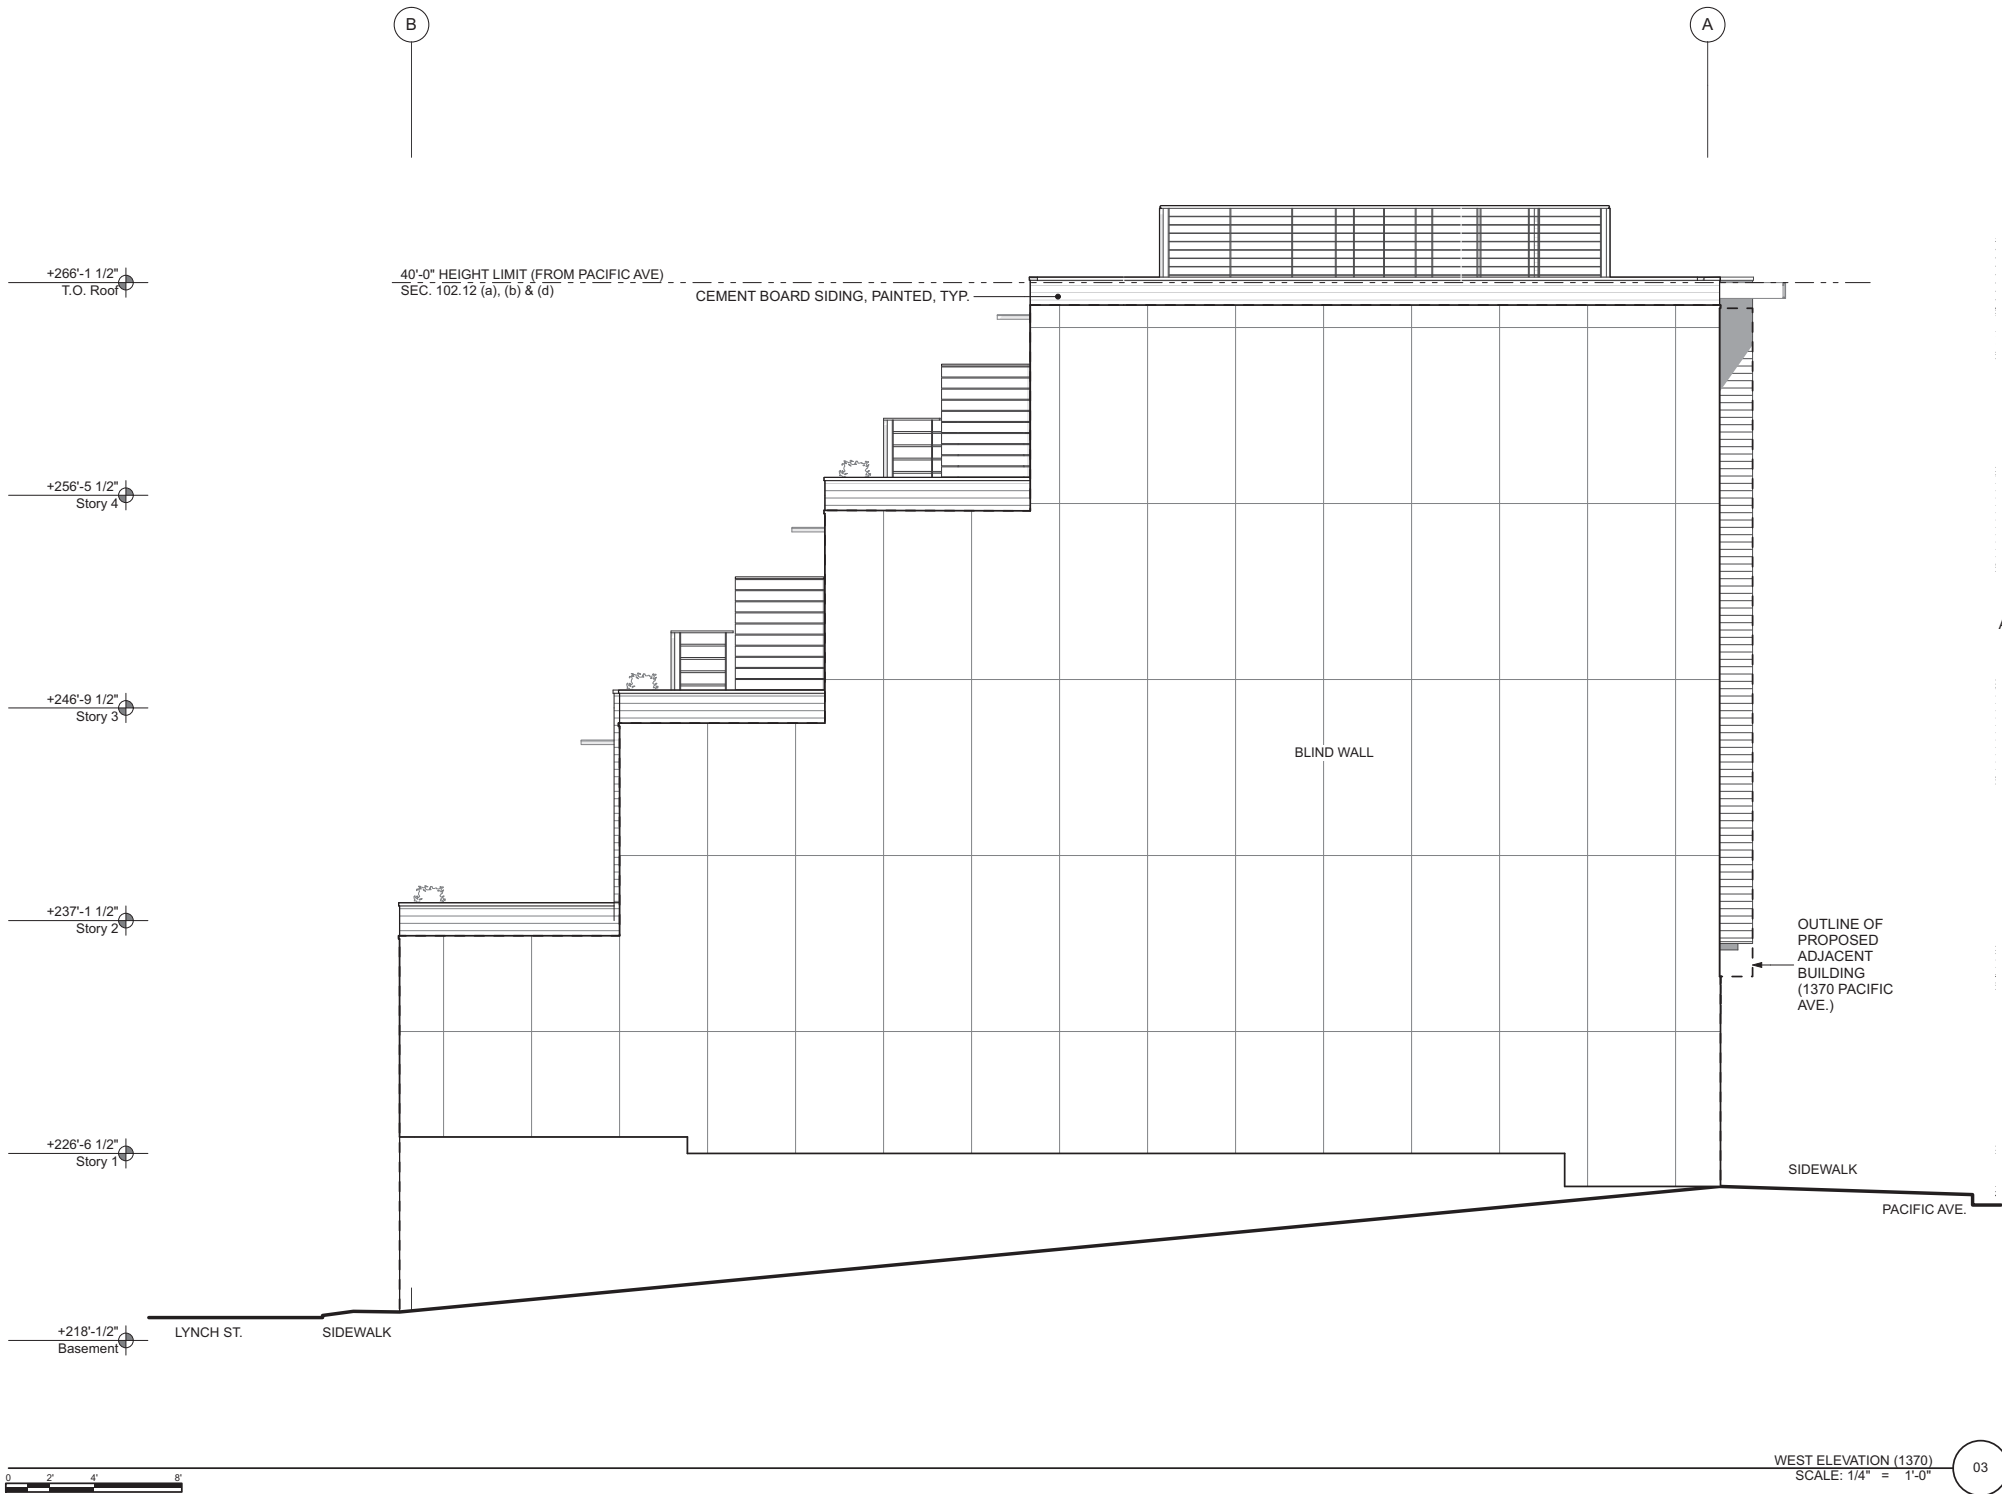 B
A
+266'-1 1/2"
T.O. Roof
40'-0" HEIGHT LIMIT (FROM PACIFIC AVE)
SEC. 102.12 (a), (b) & (d)
CEMENT BOARD SIDING, PAINTED, TYP.
+256'-5 1/2"
Story 4
A
+246'-9 1/2"
Story 3
BLIND WALL
+237'-1 1/2"
Story 2
OUTLINE OF
PROPOSED
ADJACENT
BUILDING
(1370 PACIFIC
AVE.)
+226'-6 1/2"
Story 1
SIDEWALK
PACIFIC AVE.
+218'-1/2"
Basement
LYNCH ST.
SIDEWALK
WEST ELEVATION (1370)
SCALE: 1/4" = 1'-0"
03
0 2' 4' 8'